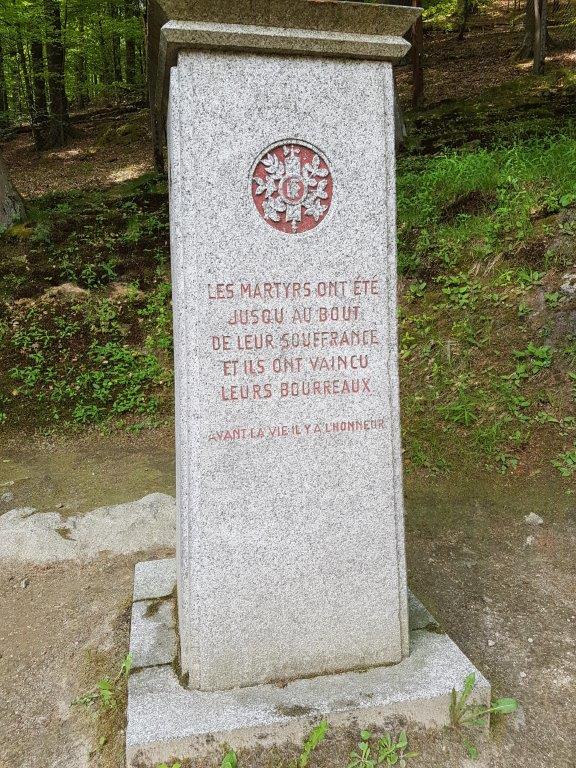 LES MARTYRS ONT ÉTÉ
JUSQU AU BOUT
DE LEUR SOUFFRANCE
ET ILS ONT VAINCU
LEURS BOURREAUX
AVANT LA VIE IL Y A L'HONNEUR